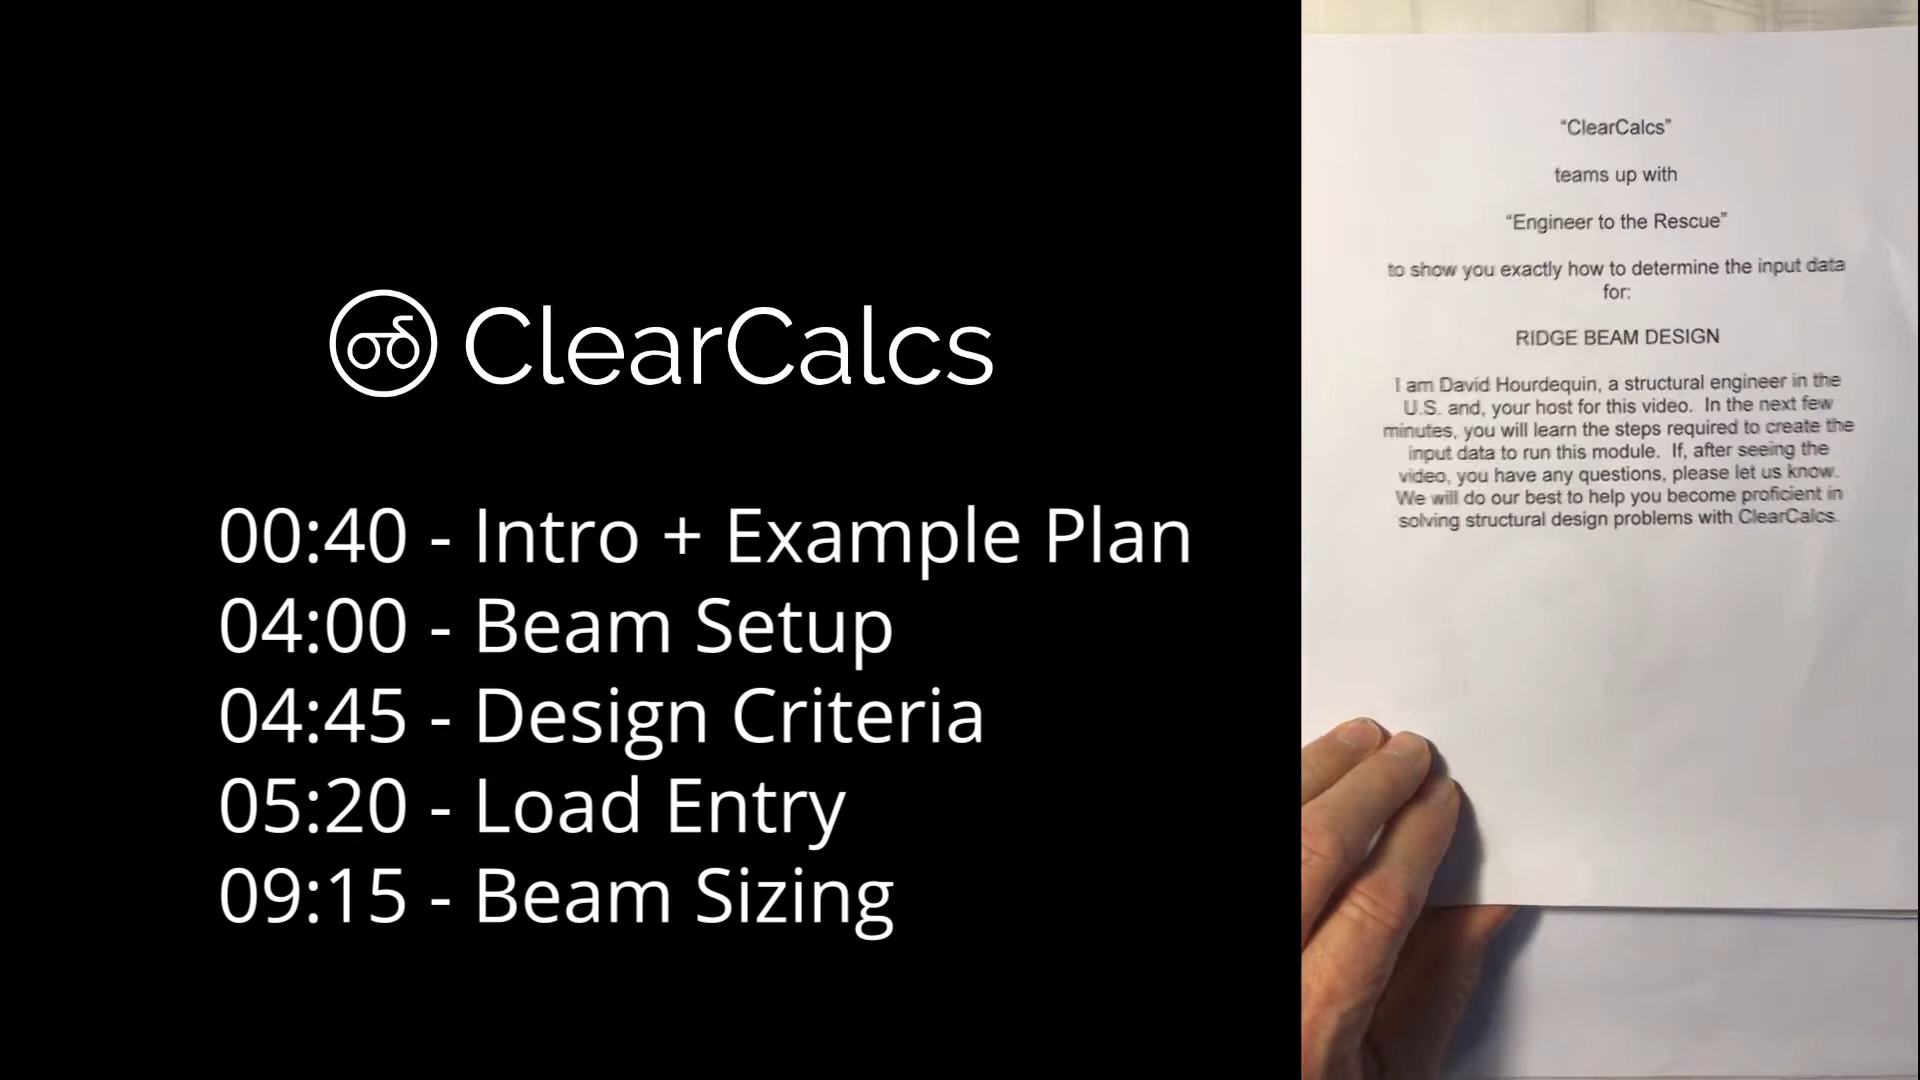 ClearCalcs
00:40 - Intro + Example Plan
04:00 - Beam Setup
04:45 - Design Criteria
05:20 - Load Entry
09:15 - Beam Sizing
“ClearCalcs”
teams up with
“Engineer to the Rescue”
to show you exactly how to determine the input data
for:
RIDGE BEAM DESIGN
I am David Hourdequin, a structural engineer in the
U.S. and, your host for this video. In the next few
minutes, you will learn the steps required to create the
input data to run this module. If, after seeing the
video, you have any questions, please let us know.
We will do our best to help you become proficient in
solving structural design problems with ClearCalcs.